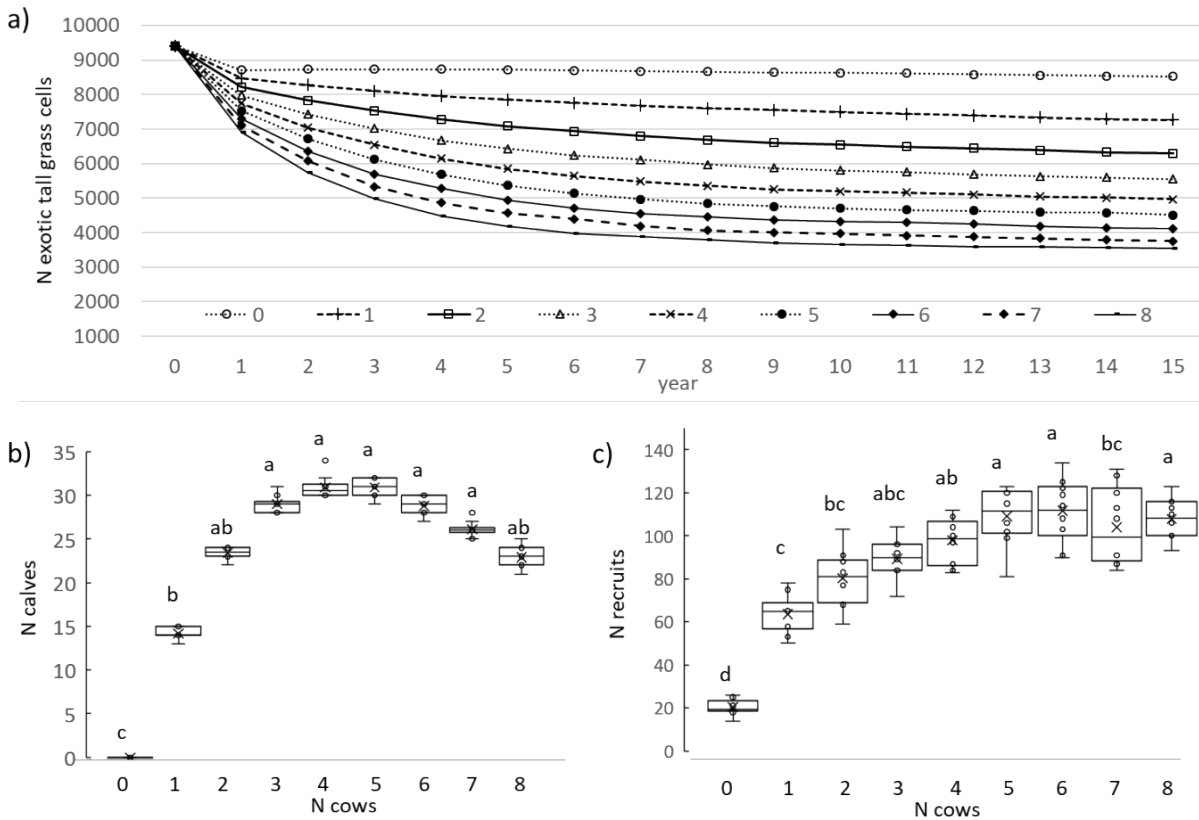 a)
N exotic tall grass cells
10000
9000
8000
7000
6000
5000
4000
3000
2000
1000
0 1 2 3 4 5 6 7 8
0 1 2 3 4 5 6 7 8 9 10 11 12 13 14 15
year
b)
N calves
35
30
25
20
15
10
5
0
c b ab a a a a a ab
0 1 2 3 4 5 6 7 8
N cows
c)
N recruits
140
120
100
80
60
40
20
0
d c bc abc ab a a bc a
0 1 2 3 4 5 6 7 8
N cows